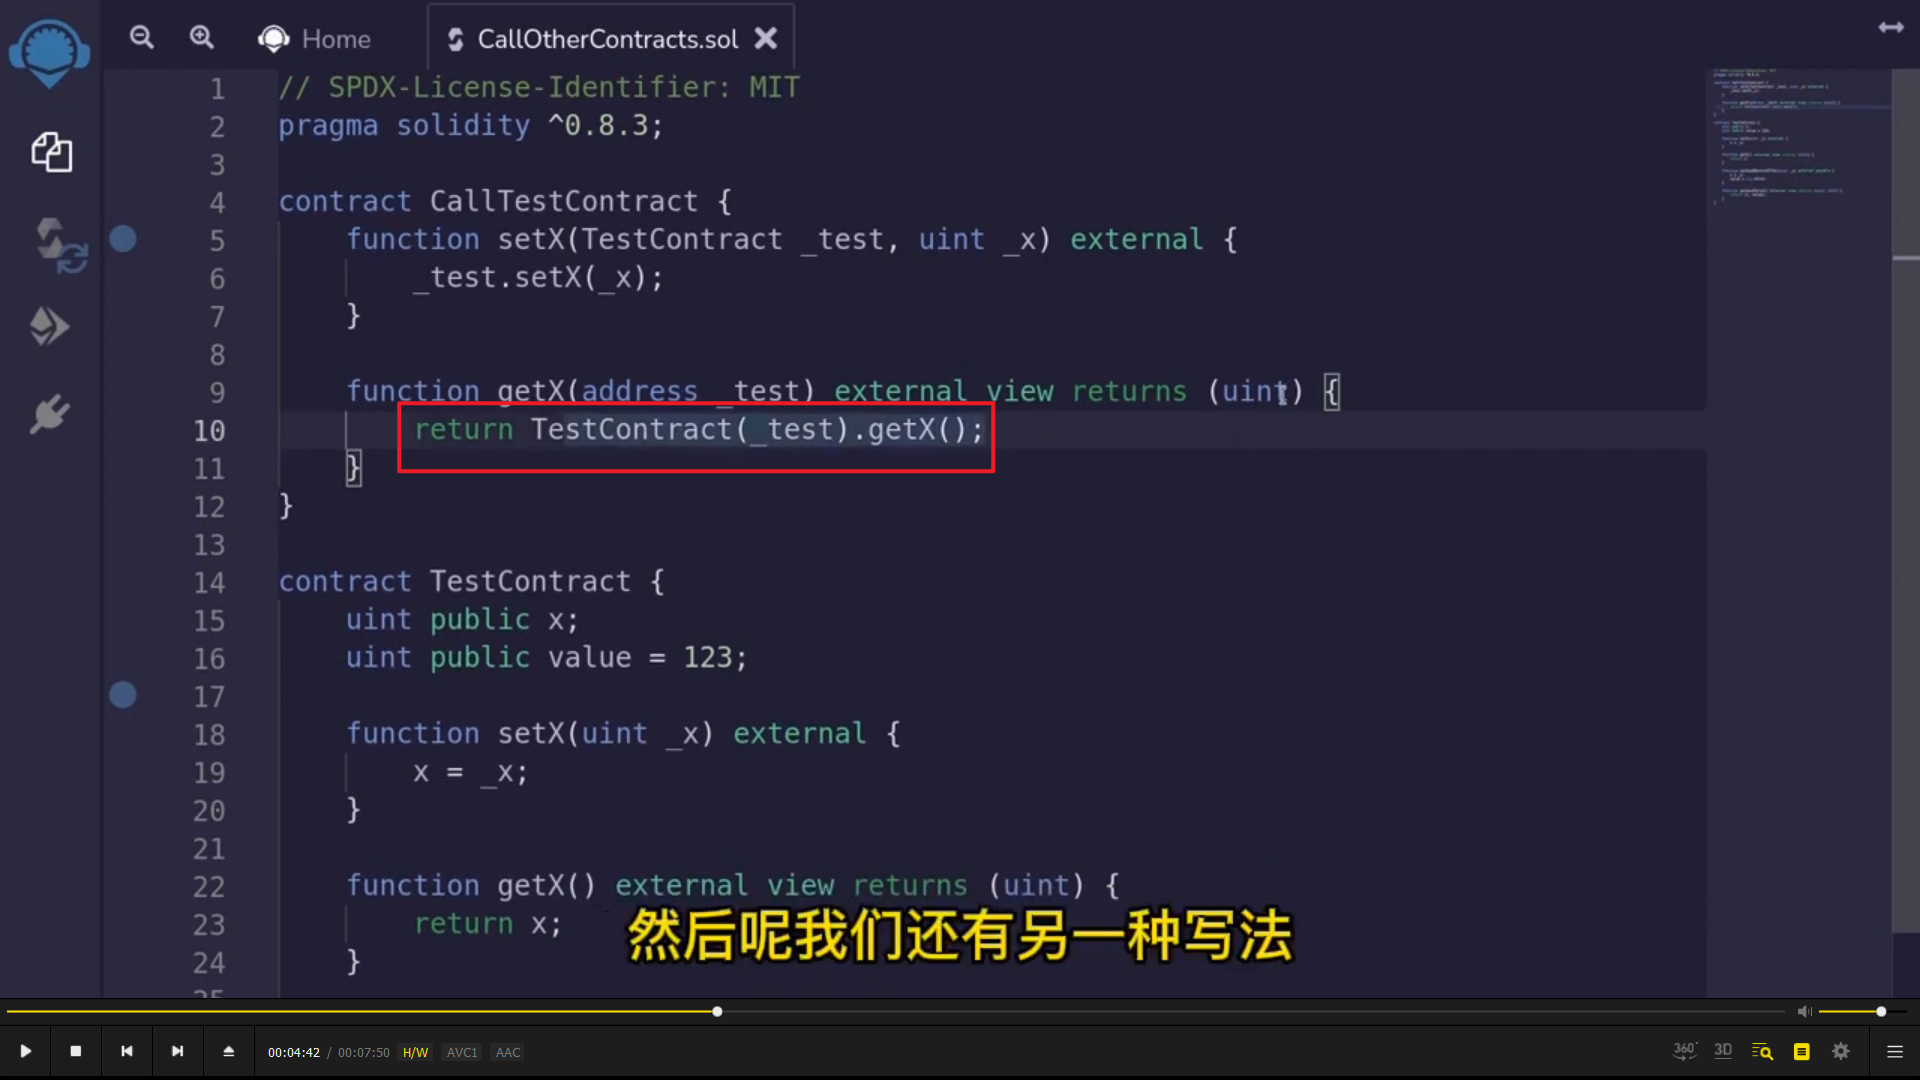 Home
CallOtherContracts.sol
1 // SPDX-License-Identifier: MIT
2 pragma solidity ^0.8.3;
3
4 contract CallTestContract {
5 function setX(TestContract _test, uint _x) external {
6 _test.setX(_x);
7 }
8
9 function getX(address _test) external view returns (uint) {
10 return TestContract(_test).getX();
11 }
12 }
13
14 contract TestContract {
15 uint public x;
16 uint public value = 123;
17
18 function setX(uint _x) external {
19 x = _x;
20 }
21
22 function getX() external view returns (uint) {
23 return x;
24 }
25
然后呢我们还有另一种写法
00:04:42 / 00:07:50 H/W AVC1 AAC
360° 3D